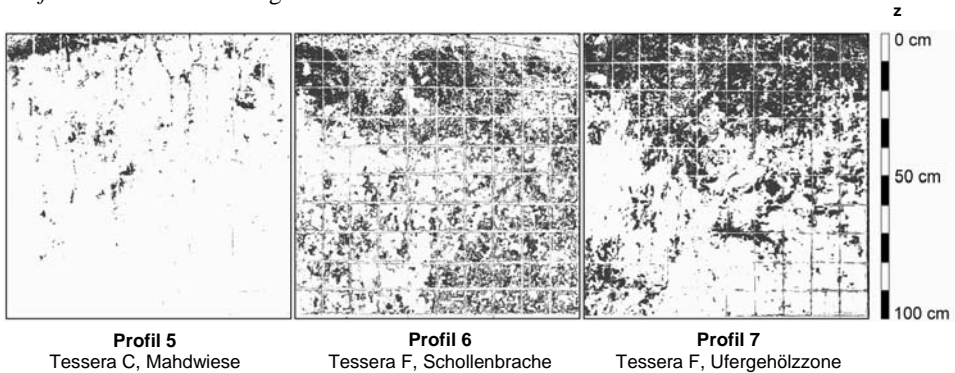 z
0 cm
50 cm
100 cm
Profil 5
Tessera C, Mahdwiese
Profil 6
Tessera F, Schollenbrache
Profil 7
Tessera F, Ufergehölzzone